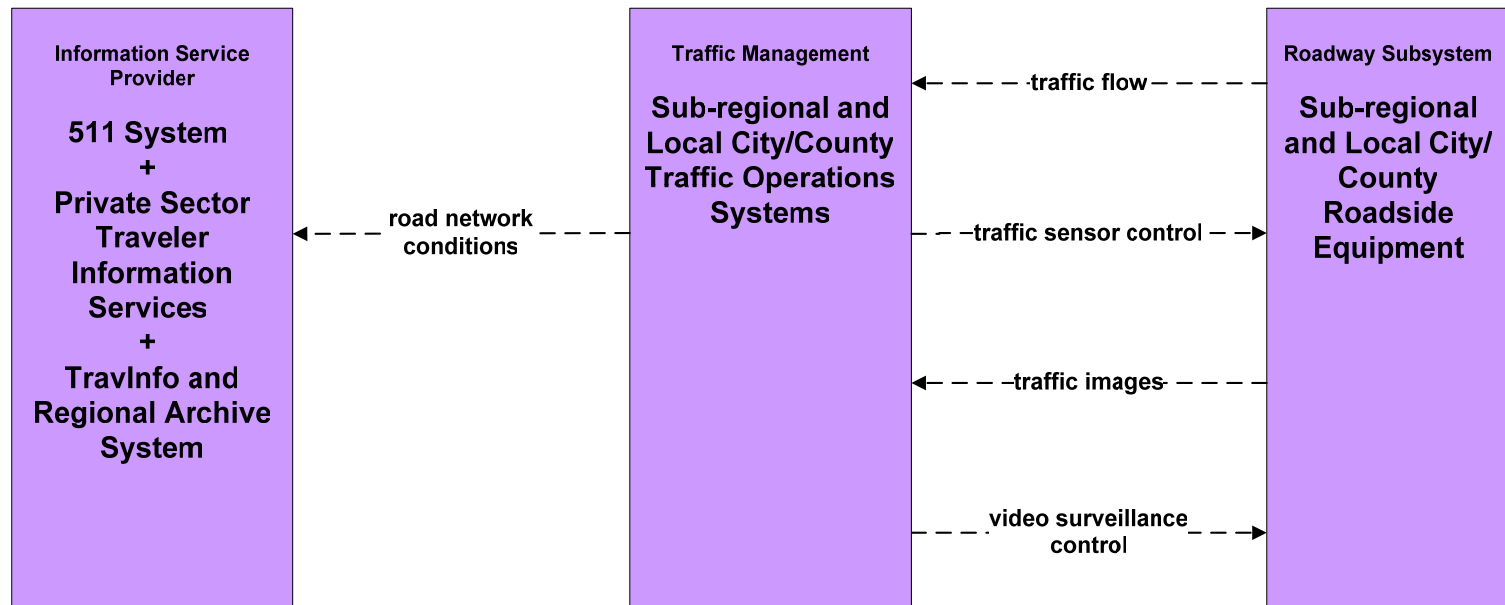 Information Service
Provider
511 System
+
Private Sector
Traveler
Information
Services
+
TravInfo and
Regional Archive
System
road network
conditions
Traffic Management
Sub-regional and
Local City/County
Traffic Operations
Systems
traffic flow
traffic sensor control
traffic images
video surveillance
control
Roadway Subsystem
Sub-regional
and Local City/
County
Roadside
Equipment